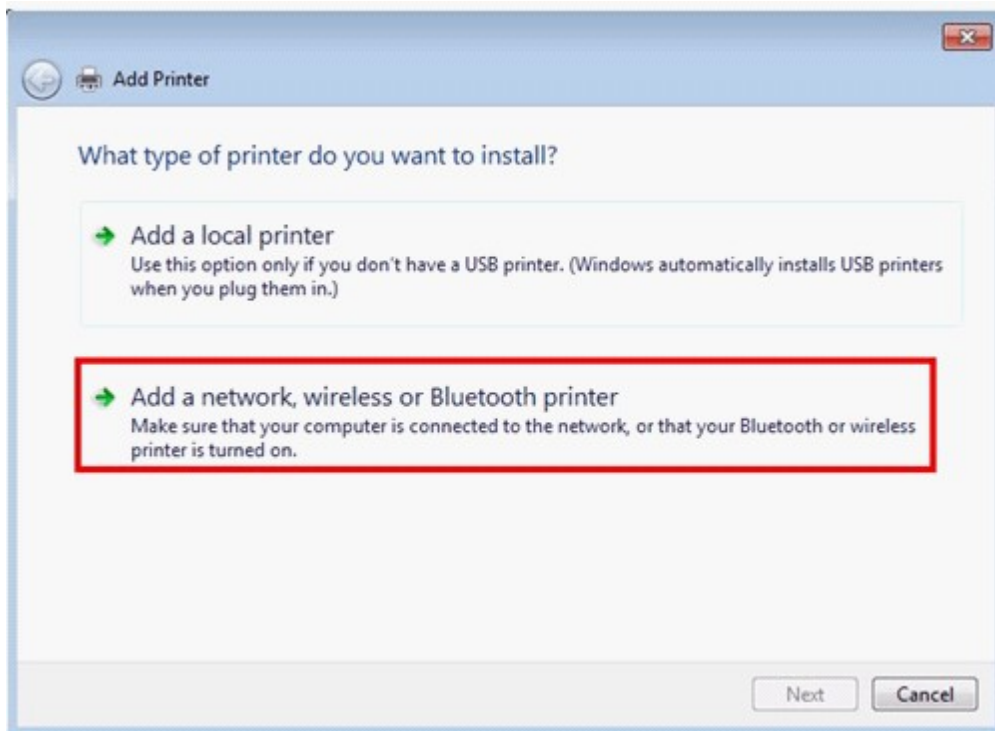 Add Printer
What type of printer do you want to install?
Add a local printer
Use this option only if you don't have a USB printer. (Windows automatically installs USB printers
when you plug them in.)
Add a network, wireless or Bluetooth printer
Make sure that your computer is connected to the network, or that your Bluetooth or wireless
printer is turned on.
Next
Cancel